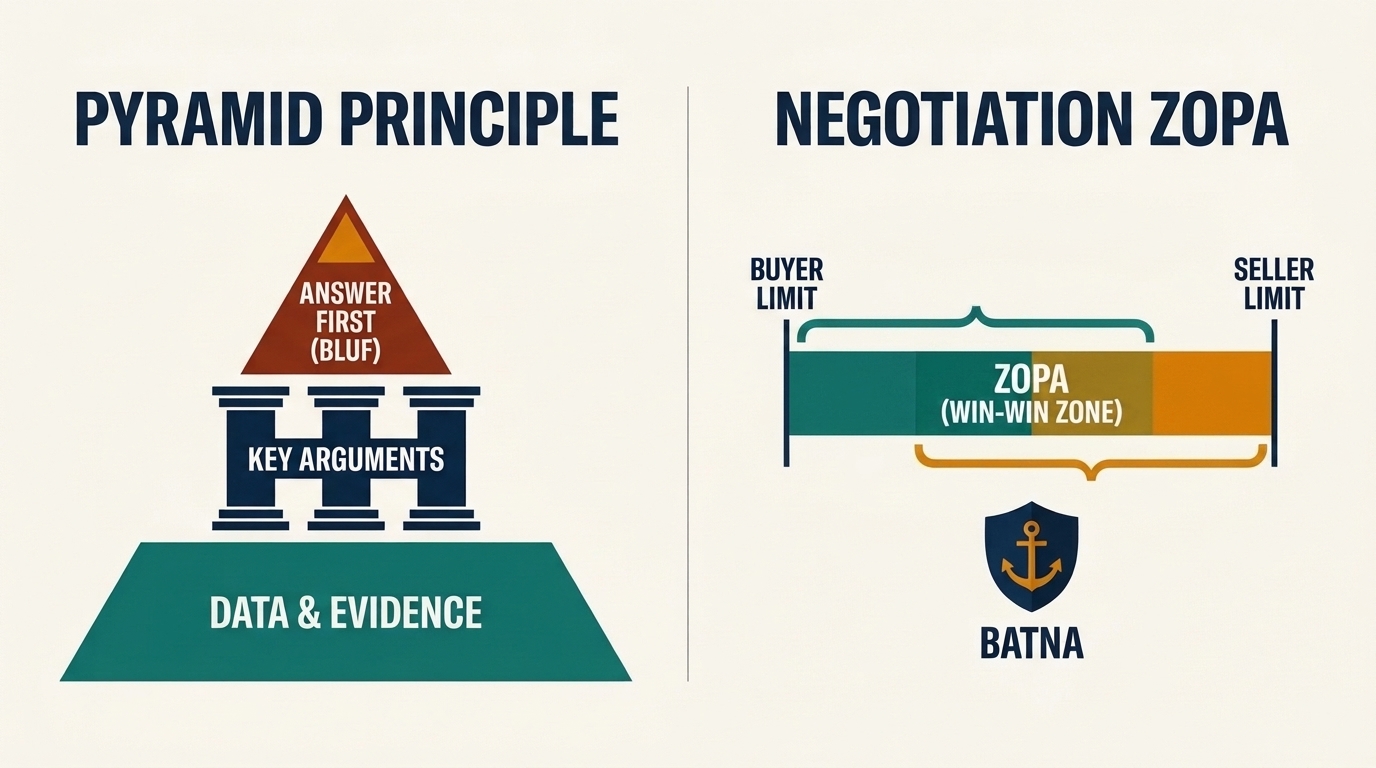 PYRAMID PRINCIPLE
ANSWER
FIRST
(BLUF)
KEY ARGUMENTS
DATA & EVIDENCE
NEGOTIATION ZOPA
BUYER
LIMIT
SELLER
LIMIT
ZOPA
(WIN-WIN ZONE)
BATNA